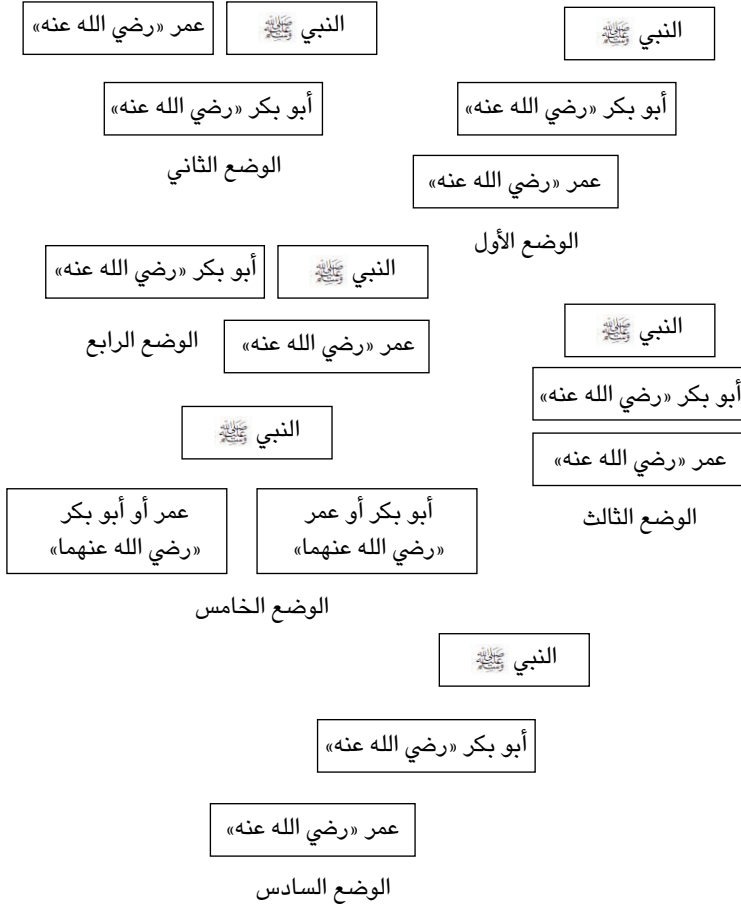 النبي ﷺ
أبو بكر «رضي الله عنه»
عمر «رضي الله عنه»
الوضع الأول
النبي ﷺ
عمر «رضي الله عنه»
أبو بكر «رضي الله عنه»
الوضع الثاني
النبي ﷺ
أبو بكر «رضي الله عنه»
عمر «رضي الله عنه»
الوضع الثالث
النبي ﷺ
أبو بكر «رضي الله عنه»
عمر «رضي الله عنه»
الوضع الرابع
النبي ﷺ
أبو بكر أو عمر
«رضي الله عنهما»
عمر أو أبو بكر
«رضي الله عنهما»
الوضع الخامس
النبي ﷺ
أبو بكر «رضي الله عنه»
عمر «رضي الله عنه»
الوضع السادس